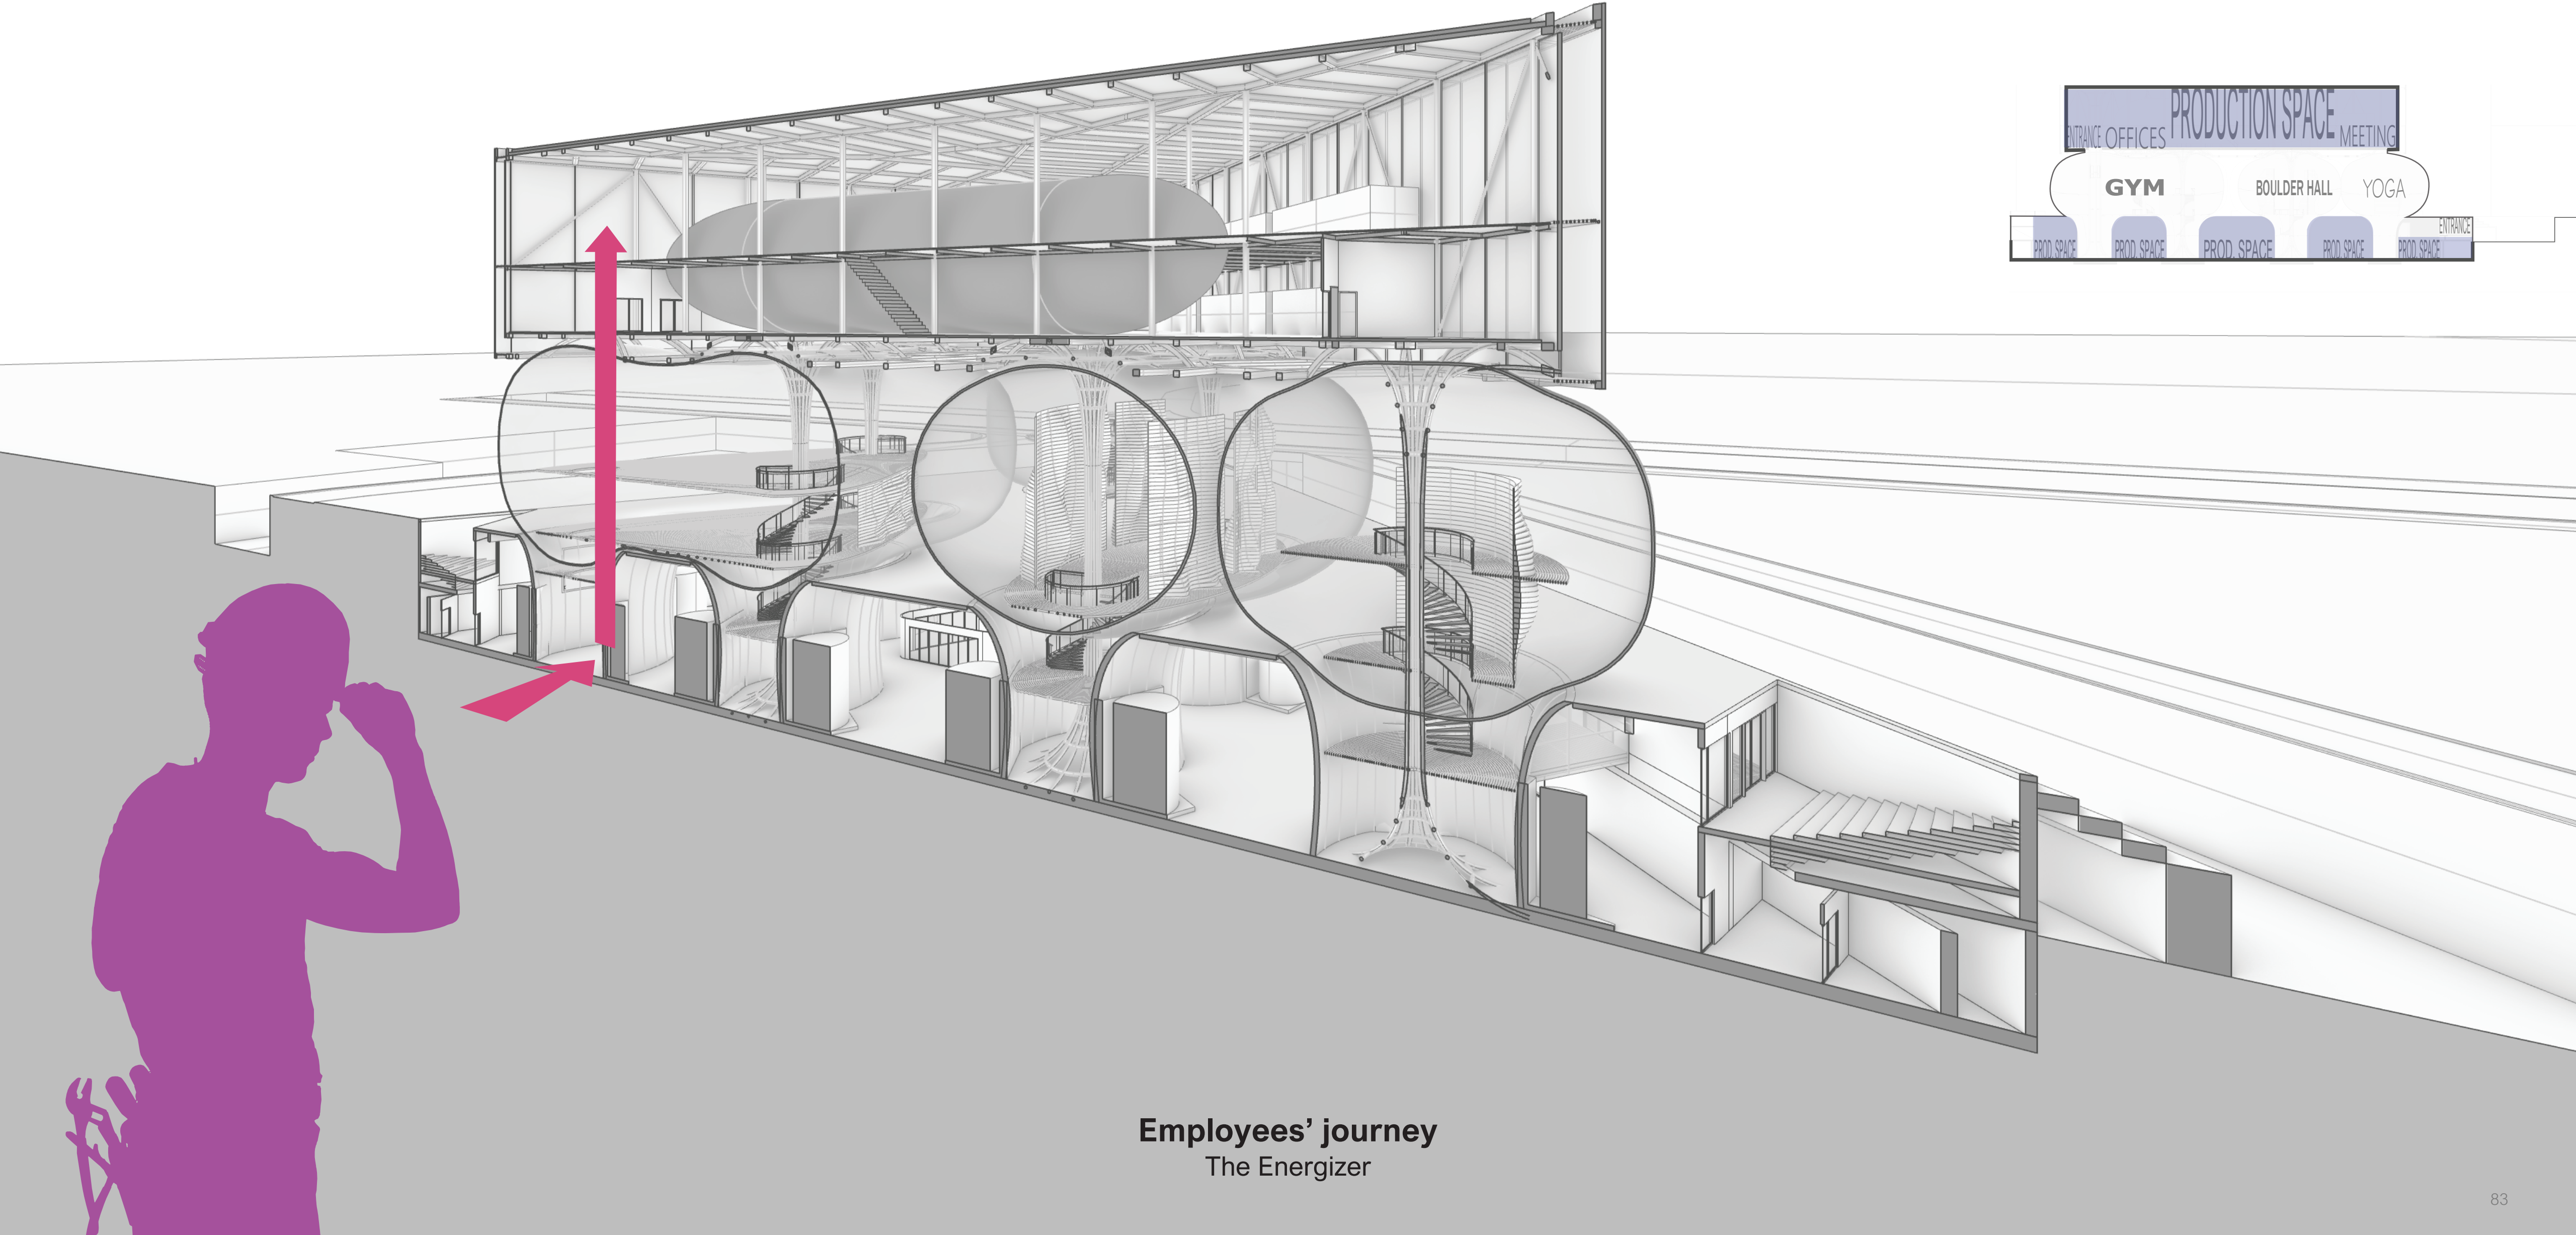 PRODUCTION SPACE
ENTRANCE OFFICES MEETING
GYM BOULDER HALL YOGA
ENTRANCE
PROD. SPACE PROD. SPACE PROD. SPACE PROD. SPACE PROD. SPACE
Employees’ journey
The Energizer
83